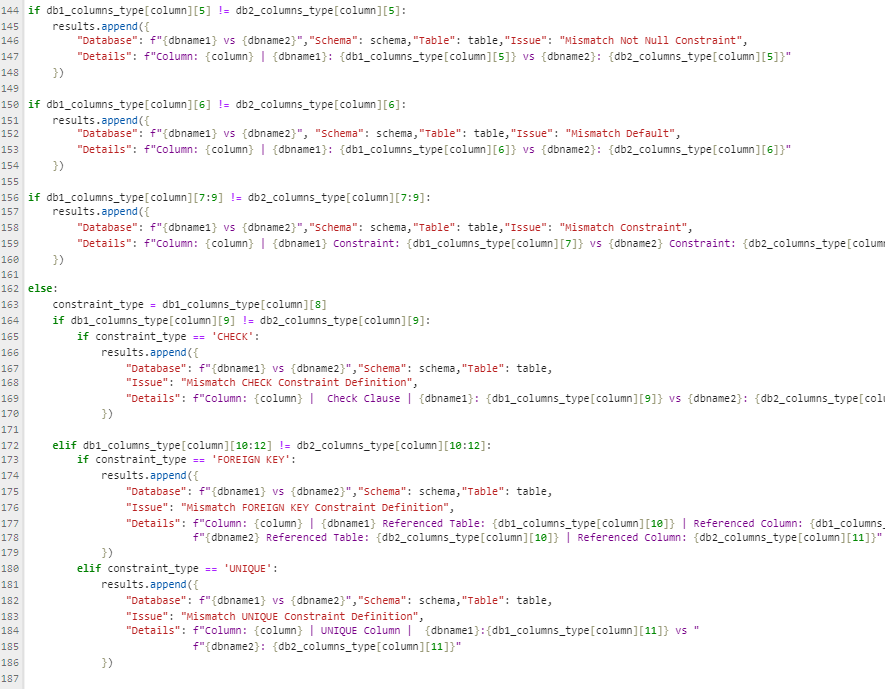 144 if db1_columns_type[column][5] != db2_columns_type[column][5]:
145     results.append({
146         "Database": f"{dbname1} vs {dbname2}","Schema": schema,"Table": table,"Issue": "Mismatch Not Null Constraint",
147         "Details": f"Column: {column} | {dbname1}: {db1_columns_type[column][5]} vs {dbname2}: {db2_columns_type[column][5]}"
148     })
149
150 if db1_columns_type[column][6] != db2_columns_type[column][6]:
151     results.append({
152         "Database": f"{dbname1} vs {dbname2}", "Schema": schema,"Table": table,"Issue": "Mismatch Default",
153         "Details": f"Column: {column} | {dbname1}: {db1_columns_type[column][6]} vs {dbname2}: {db2_columns_type[column][6]}"
154     })
155
156 if db1_columns_type[column][7:9] != db2_columns_type[column][7:9]:
157     results.append({
158         "Database": f"{dbname1} vs {dbname2}","Schema": schema,"Table": table,"Issue": "Mismatch Constraint",
159         "Details": f"Column: {column} | {dbname1} Constraint: {db1_columns_type[column][7]} vs {dbname2} Constraint: {db2_columns_type[colum
160     })
161
162 else:
163     constraint_type = db1_columns_type[column][8]
164     if db1_columns_type[column][9] != db2_columns_type[column][9]:
165         if constraint_type == 'CHECK':
166             results.append({
167                 "Database": f"{dbname1} vs {dbname2}","Schema": schema,"Table": table,
168                 "Issue": "Mismatch CHECK Constraint Definition",
169                 "Details": f"Column: {column} |  Check Clause | {dbname1}: {db1_columns_type[column][9]} vs {dbname2}: {db2_columns_type[colu
170             })
171
172     elif db1_columns_type[column][10:12] != db2_columns_type[column][10:12]:
173         if constraint_type == 'FOREIGN KEY':
174             results.append({
175                 "Database": f"{dbname1} vs {dbname2}","Schema": schema,"Table": table,
176                 "Issue": "Mismatch FOREIGN KEY Constraint Definition",
177                 "Details": f"Column: {column} | {dbname1} Referenced Table: {db1_columns_type[column][10]} | Referenced Column: {db1_columns_
178                            f"{dbname2} Referenced Table: {db2_columns_type[column][10]} | Referenced Column: {db2_columns_type[column][11]}"
179             })
180         elif constraint_type == 'UNIQUE':
181             results.append({
182                 "Database": f"{dbname1} vs {dbname2}","Schema": schema,"Table": table,
183                 "Issue": "Mismatch UNIQUE Constraint Definition",
184                 "Details": f"Column: {column} | UNIQUE Column |  {dbname1}:{db1_columns_type[column][11]} vs "
185                            f"{dbname2}: {db2_columns_type[column][11]}"
186             })
187